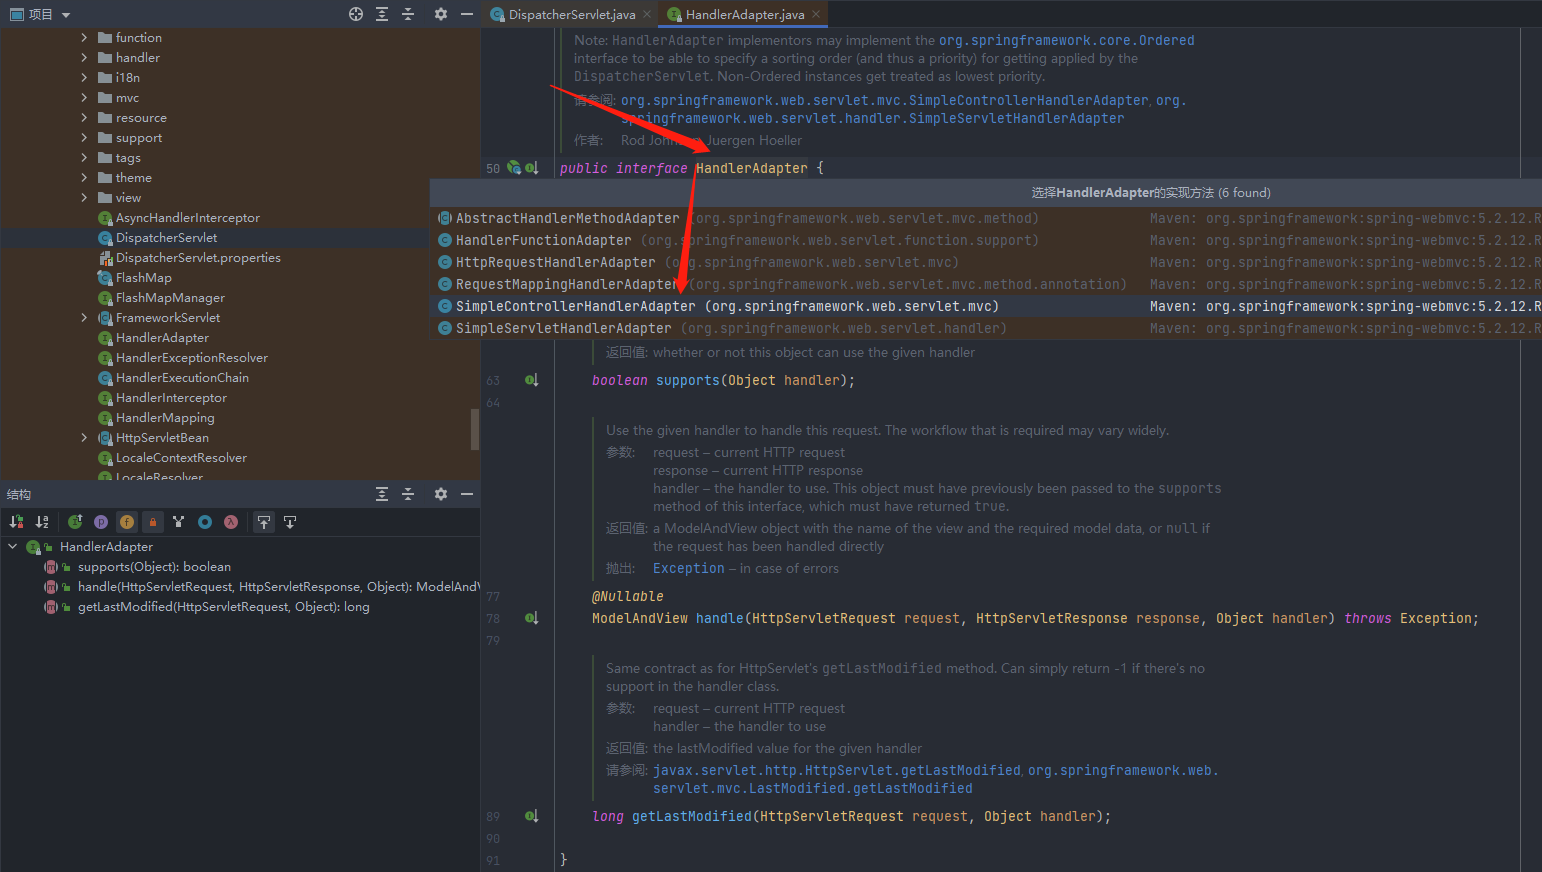 项目
DispatcherServlet.java
HandlerAdapter.java
function
handler
i18n
mvc
resource
support
tags
theme
view
AsyncHandlerInterceptor
DispatcherServlet
DispatcherServlet.properties
FlashMap
FlashMapManager
FrameworkServlet
HandlerAdapter
HandlerExceptionResolver
HandlerExecutionChain
HandlerInterceptor
HandlerMapping
HttpServletBean
LocaleContextResolver
LocaleResolver
结构
HandlerAdapter
supports(Object): boolean
handle(HttpServletRequest, HttpServletResponse, Object): ModelAndV
getLastModified(HttpServletRequest, Object): long
Note: HandlerAdapter implementors may implement the org.springframework.core.Ordered
interface to be able to specify a sorting order (and thus a priority) for getting applied by the
DispatcherServlet. Non-Ordered instances get treated as lowest priority.
请参阅: org.springframework.web.servlet.mvc.SimpleControllerHandlerAdapter, org.
springframework.web.servlet.handler.SimpleServletHandlerAdapter
作者: Rod Johnson, Juergen Hoeller
50 public interface HandlerAdapter {
选择HandlerAdapter的实现方法 (6 found)
AbstractHandlerMethodAdapter (org.springframework.web.servlet.mvc.method) Maven: org.springframework:spring-webmvc:5.2.12.R
HandlerFunctionAdapter (org.springframework.web.servlet.function.support) Maven: org.springframework:spring-webmvc:5.2.12.R
HttpRequestHandlerAdapter (org.springframework.web.servlet.mvc) Maven: org.springframework:spring-webmvc:5.2.12.R
RequestMappingHandlerAdapter (org.springframework.web.servlet.mvc.method.annotation) Maven: org.springframework:spring-webmvc:5.2.12.R
SimpleControllerHandlerAdapter (org.springframework.web.servlet.mvc) Maven: org.springframework:spring-webmvc:5.2.12.R
SimpleServletHandlerAdapter (org.springframework.web.servlet.handler) Maven: org.springframework:spring-webmvc:5.2.12.R
返回值: whether or not this object can use the given handler
63 boolean supports(Object handler);
64
Use the given handler to handle this request. The workflow that is required may vary widely.
参数: request – current HTTP request
response – current HTTP response
handler – the handler to use. This object must have previously been passed to the supports
method of this interface, which must have returned true.
返回值: a ModelAndView object with the name of the view and the required model data, or null if
the request has been handled directly
抛出: Exception – in case of errors
77 @Nullable
78 ModelAndView handle(HttpServletRequest request, HttpServletResponse response, Object handler) throws Exception;
79
Same contract as for HttpServlet's getLastModified method. Can simply return -1 if there's no
support in the handler class.
参数: request – current HTTP request
handler – the handler to use
返回值: the lastModified value for the given handler
请参阅: javax.servlet.http.HttpServlet.getLastModified, org.springframework.web.
servlet.mvc.LastModified.getLastModified
89 long getLastModified(HttpServletRequest request, Object handler);
90
91 }